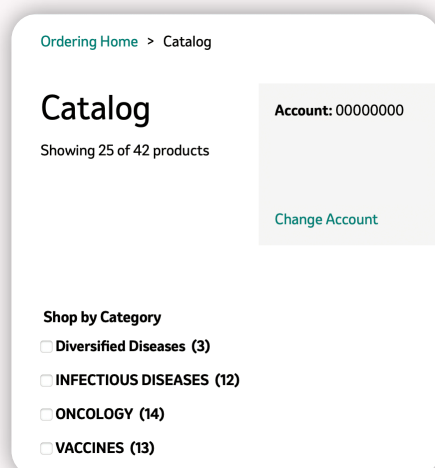 Ordering Home > Catalog
Catalog
Showing 25 of 42 products
Account: 00000000
Change Account
Shop by Category
Diversified Diseases (3)
INFECTIOUS DISEASES (12)
ONCOLOGY (14)
VACCINES (13)